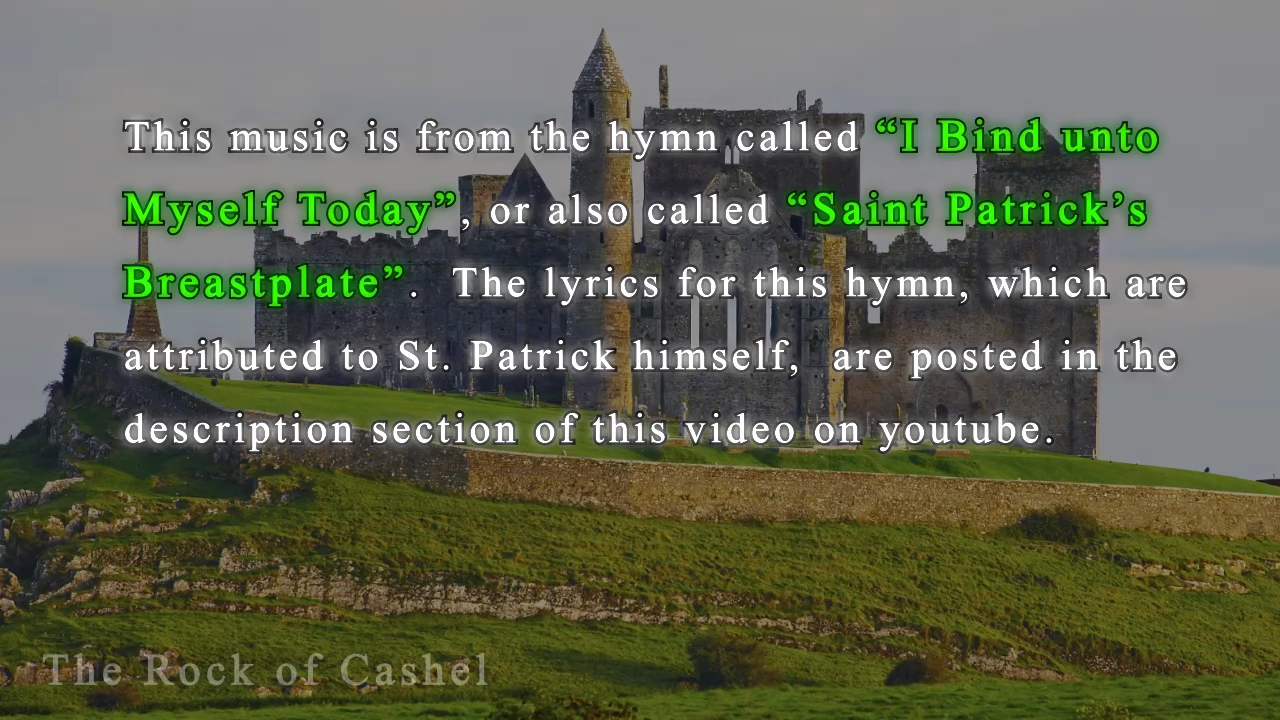 This music is from the hymn called “I Bind unto
Myself Today”, or also called “Saint Patrick’s
Breastplate”.  The lyrics for this hymn, which are
attributed to St. Patrick himself,  are posted in the
description section of this video on youtube.
The Rock of Cashel